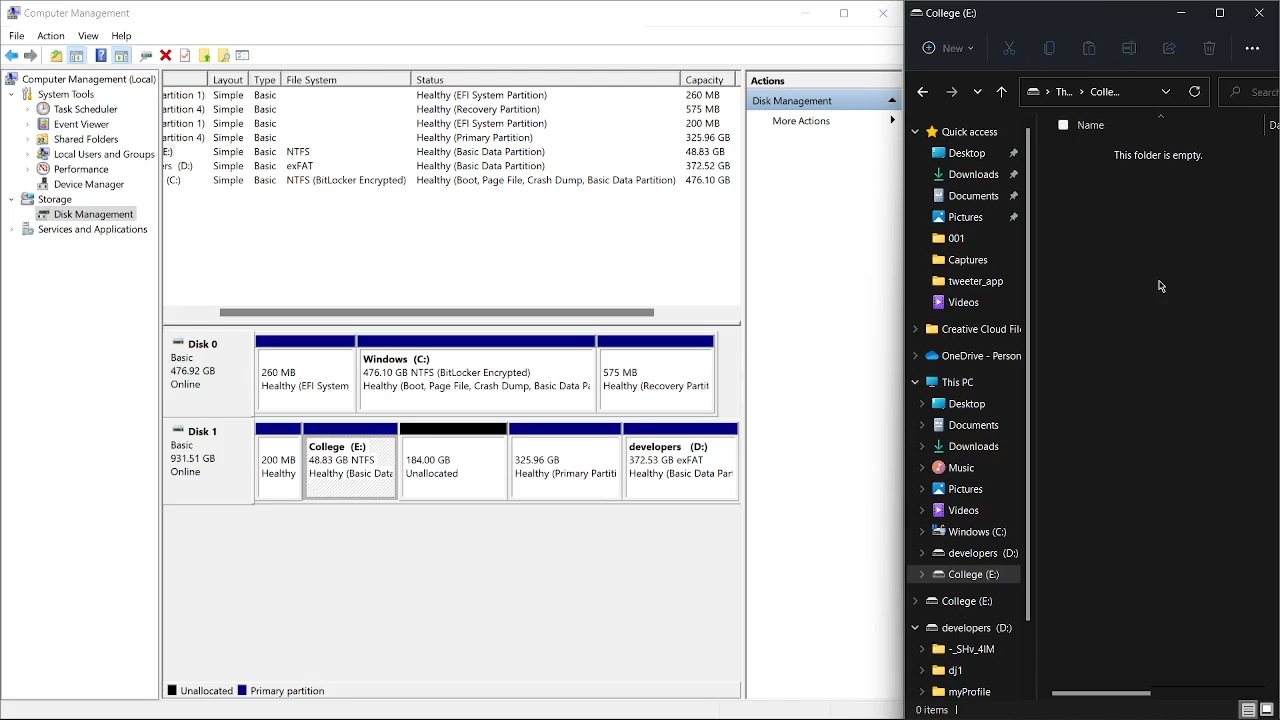 Computer Management
File Action View Help
Computer Management (Local)
System Tools
Task Scheduler
Event Viewer
Shared Folders
Local Users and Groups
Performance
Device Manager
Storage
Disk Management
Services and Applications
Layout Type File System Status Capacity
artition 1) Simple Basic Healthy (EFI System Partition) 260 MB
artition 4) Simple Basic Healthy (Recovery Partition) 575 MB
artition 1) Simple Basic Healthy (EFI System Partition) 200 MB
artition 4) Simple Basic Healthy (Primary Partition) 325.96 GB
E:) Simple Basic NTFS Healthy (Basic Data Partition) 48.83 GB
ers (D:) Simple Basic exFAT Healthy (Basic Data Partition) 372.52 GB
(C:) Simple Basic NTFS (BitLocker Encrypted) Healthy (Boot, Page File, Crash Dump, Basic Data Partition) 476.10 GB
Disk 0
Basic
476.92 GB
Online
260 MB
Healthy (EFI System
Windows (C:)
476.10 GB NTFS (BitLocker Encrypted)
Healthy (Boot, Page File, Crash Dump, Basic Data Pa
575 MB
Healthy (Recovery Partit
Disk 1
Basic
931.51 GB
Online
200 MB
Healthy
College (E:)
48.83 GB NTFS
Healthy (Basic Data
184.00 GB
Unallocated
325.96 GB
Healthy (Primary Partiti
developers (D:)
372.53 GB exFAT
Healthy (Basic Data Part
Unallocated Primary partition
Actions
Disk Management
More Actions
College (E:)
New
Th... Colle...
Search
Name Da
This folder is empty.
Quick access
Desktop
Downloads
Documents
Pictures
001
Captures
tweeter_app
Videos
Creative Cloud File
OneDrive - Person
This PC
Desktop
Documents
Downloads
Music
Pictures
Videos
Windows (C:)
developers (D:)
College (E:)
College (E:)
developers (D:)
-_SHv_4IM
dj1
myProfile
0 items